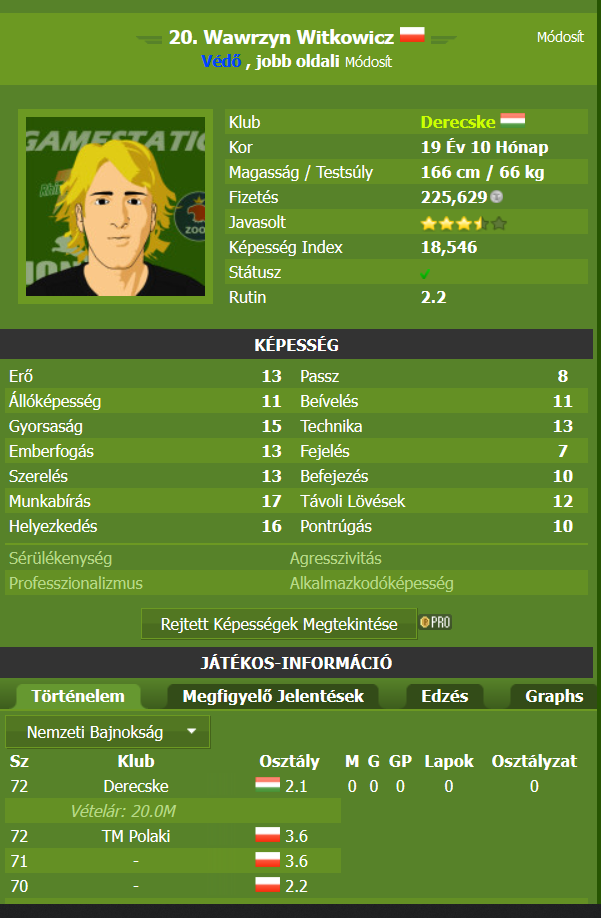 20. Wawrzyn Witkowicz
Módosít
Védő , jobb oldali Módosít
GAMESTATIO
ZOO
ION
Klub Derecske
Kor 19 Év 10 Hónap
Magasság / Testsúly 166 cm / 66 kg
Fizetés 225,629
Javasolt
Képesség Index 18,546
Státusz
Rutin 2.2
KÉPESSÉG
Erő 13 Passz 8
Állóképesség 11 Beívelés 11
Gyorsaság 15 Technika 13
Emberfogás 13 Fejelés 7
Szerelés 13 Befejezés 10
Munkabírás 17 Távoli Lövések 12
Helyezkedés 16 Pontrúgás 10
Sérülékenység Agresszivitás
Professzionalizmus Alkalmazkodóképesség
Rejtett Képességek Megtekintése PRO
JÁTÉKOS-INFORMÁCIÓ
Történelem Megfigyelő Jelentések Edzés Graphs
Nemzeti Bajnokság
Sz Klub Osztály M G GP Lapok Osztályzat
72 Derecske 2.1 0 0 0 0 0
Vételár: 20.0M
72 TM Polaki 3.6
71 - 3.6
70 - 2.2